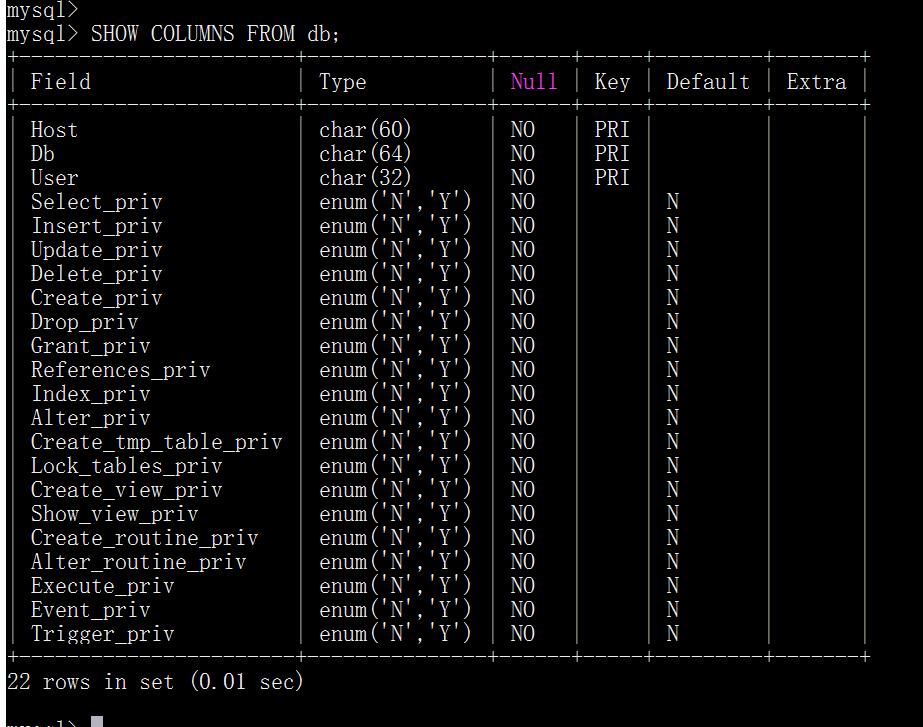 mysql>
mysql> SHOW COLUMNS FROM db;
+-----------------------+---------------+------+-----+---------+-------+
| Field | Type | Null | Key | Default | Extra |
+-----------------------+---------------+------+-----+---------+-------+
| Host | char(60) | NO | PRI | | |
| Db | char(64) | NO | PRI | | |
| User | char(32) | NO | PRI | | |
| Select_priv | enum('N','Y') | NO | | N | |
| Insert_priv | enum('N','Y') | NO | | N | |
| Update_priv | enum('N','Y') | NO | | N | |
| Delete_priv | enum('N','Y') | NO | | N | |
| Create_priv | enum('N','Y') | NO | | N | |
| Drop_priv | enum('N','Y') | NO | | N | |
| Grant_priv | enum('N','Y') | NO | | N | |
| References_priv | enum('N','Y') | NO | | N | |
| Index_priv | enum('N','Y') | NO | | N | |
| Alter_priv | enum('N','Y') | NO | | N | |
| Create_tmp_table_priv | enum('N','Y') | NO | | N | |
| Lock_tables_priv | enum('N','Y') | NO | | N | |
| Create_view_priv | enum('N','Y') | NO | | N | |
| Show_view_priv | enum('N','Y') | NO | | N | |
| Create_routine_priv | enum('N','Y') | NO | | N | |
| Alter_routine_priv | enum('N','Y') | NO | | N | |
| Execute_priv | enum('N','Y') | NO | | N | |
| Event_priv | enum('N','Y') | NO | | N | |
| Trigger_priv | enum('N','Y') | NO | | N | |
+-----------------------+---------------+------+-----+---------+-------+
22 rows in set (0.01 sec)
mysql>